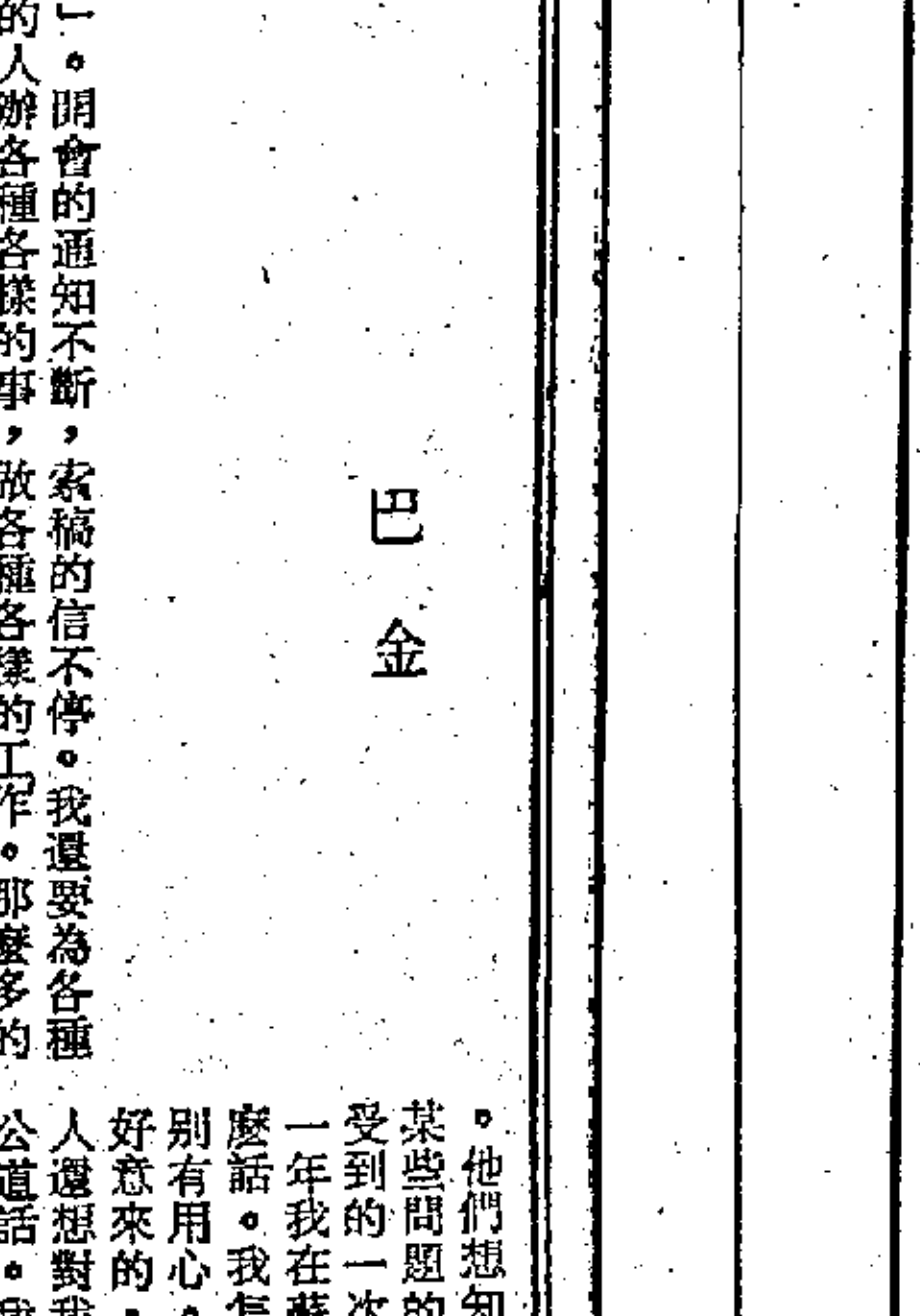 巴金
」。開會的通知不斷，索稿的信不停。我還要為各種
的人辦各種各樣的事，做各種各樣的工作。那麼多的
。他們想知
某些問題的
受到的一次
一年我在蘇
麼話。我怎
别有用心。
好意來的，
人還想對我
公道話。我